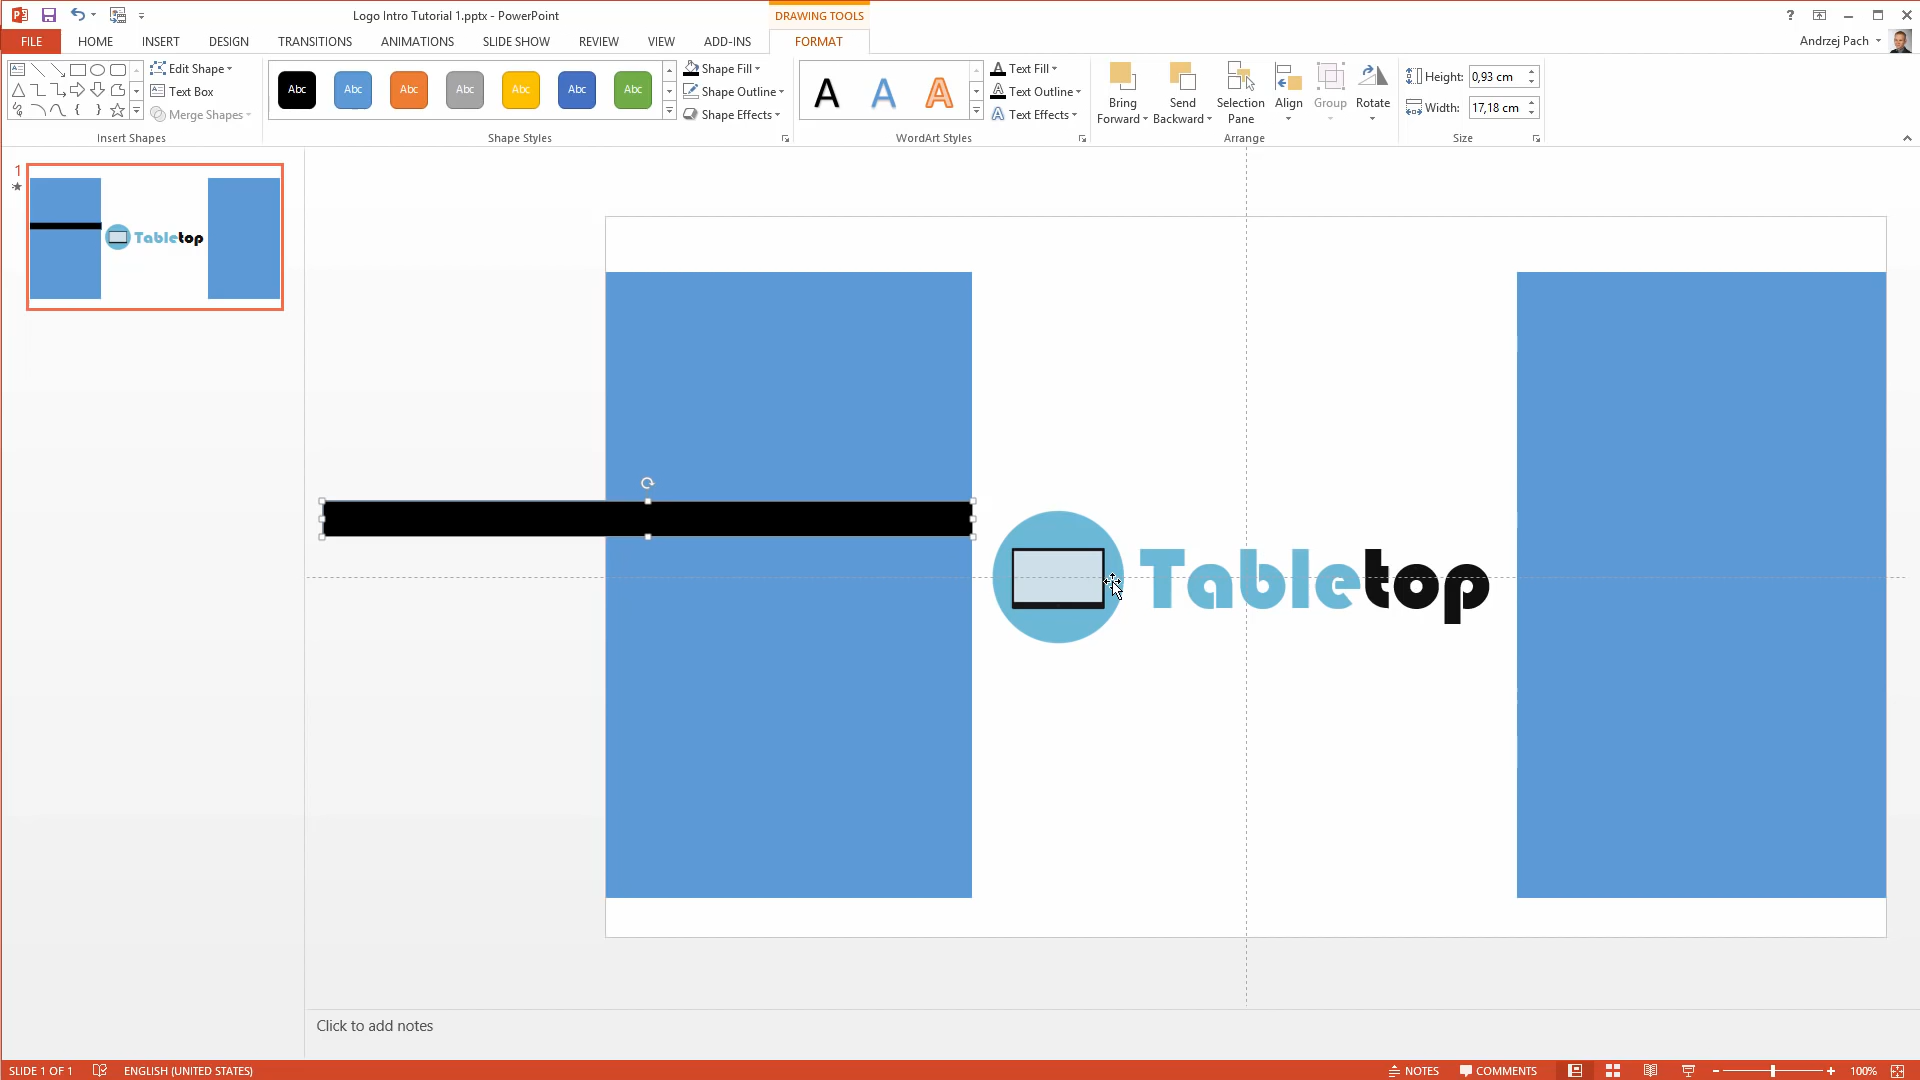 Logo Intro Tutorial 1.pptx - PowerPoint
DRAWING TOOLS
?
FILE HOME INSERT DESIGN TRANSITIONS ANIMATIONS SLIDE SHOW REVIEW VIEW ADD-INS FORMAT
Andrzej Pach
Edit Shape
Text Box
Merge Shapes
Insert Shapes
Abc Abc Abc Abc Abc Abc Abc
Shape Styles
Shape Fill
Shape Outline
Shape Effects
A A A
WordArt Styles
Text Fill
Text Outline
Text Effects
Bring Forward
Send Backward
Selection Pane
Align
Group
Rotate
Arrange
Height: 0,93 cm
Width: 17,18 cm
Size
1
Tabletop
Tabletop
Click to add notes
SLIDE 1 OF 1 ENGLISH (UNITED STATES) NOTES COMMENTS 100%